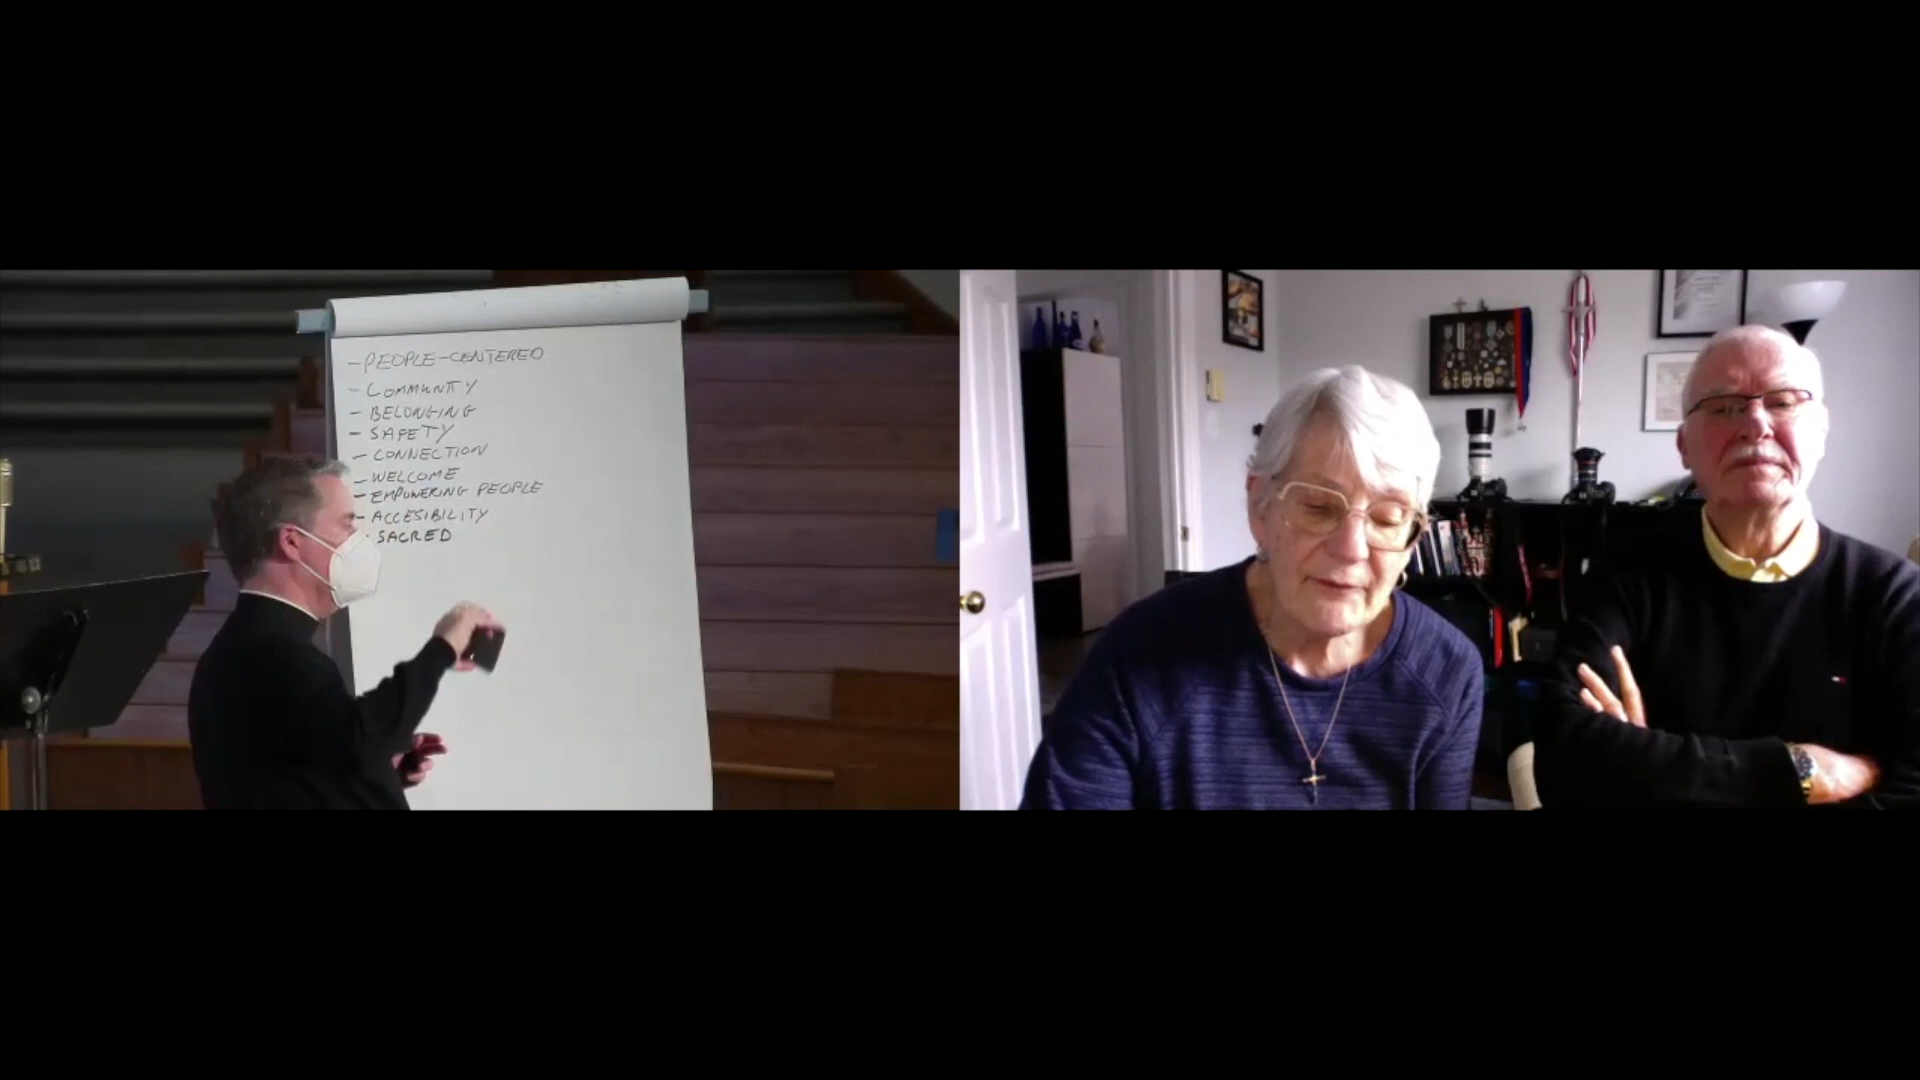 - PEOPLE-CENTERED
- COMMUNITY
- BELONGING
- SAFETY
- CONNECTION
- WELCOME
- EMPOWERING PEOPLE
- ACCESIBILITY
- SACRED